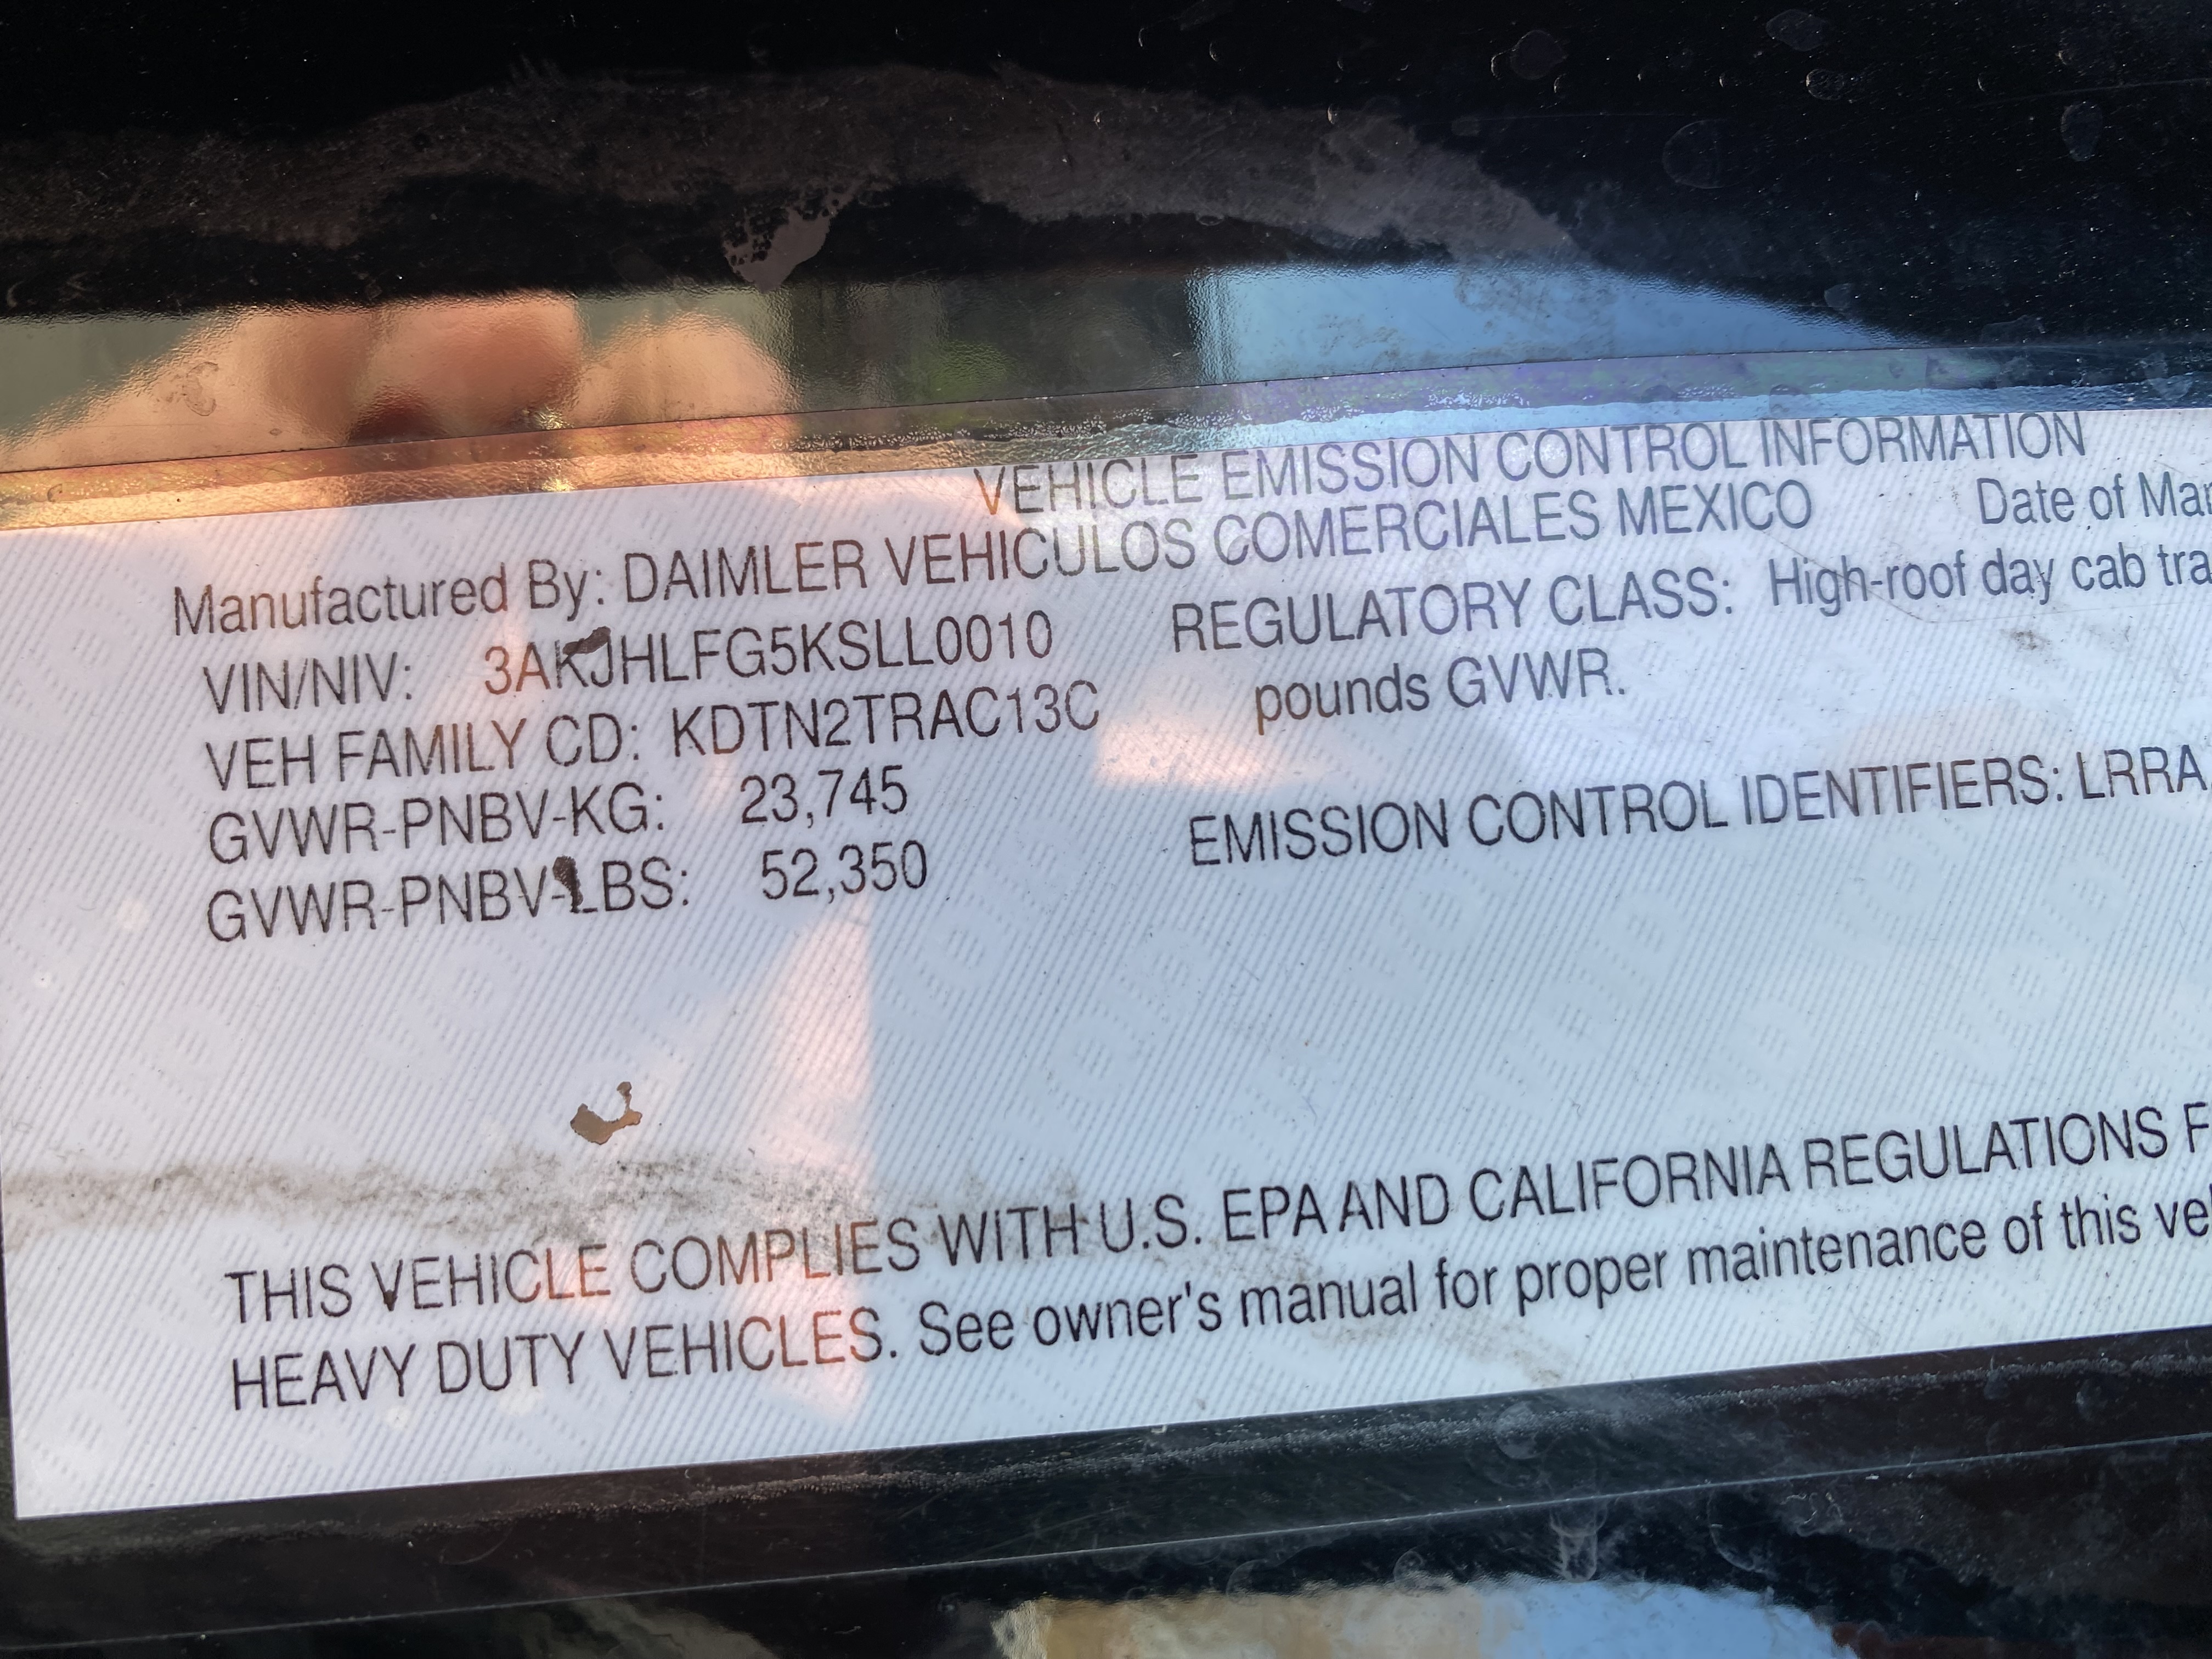 VEHICLE EMISSION CONTROL INFORMATION
Manufactured By: DAIMLER VEHICULOS COMERCIALES MEXICO Date of
VIN/NIV: 3AKJHLFG5KSLL0010 REGULATORY CLASS: High-roof day cab
VEH FAMILY CD: KDTN2TRAC13C pounds GVWR.
GVWR-PNBV-KG: 23,745
GVWR-PNBV-LBS: 52,350 EMISSION CONTROL IDENTIFIERS: LRRA
THIS VEHICLE COMPLIES WITH U.S. EPA AND CALIFORNIA REGULATIONS
HEAVY DUTY VEHICLES. See owner's manual for proper maintenance of this